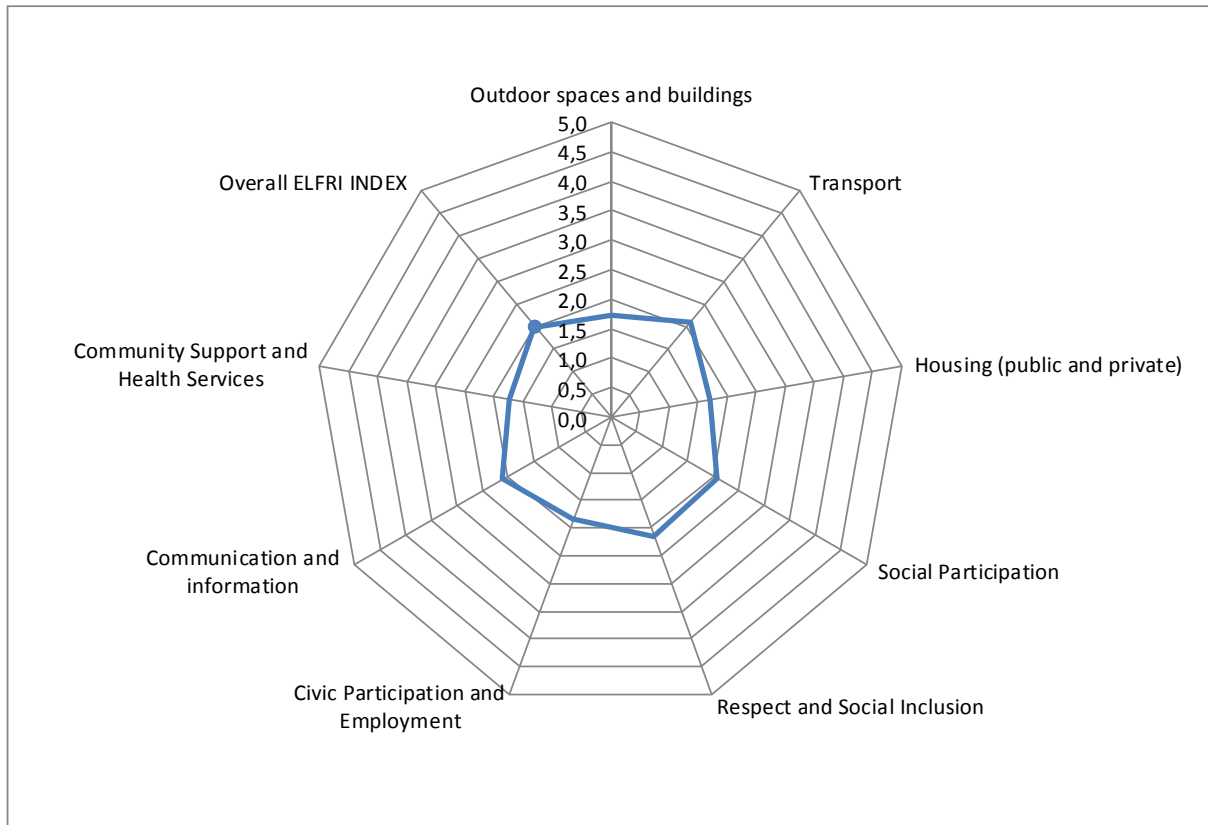 Outdoor spaces and buildings
5,0
4,5
4,0
3,5
3,0
2,5
2,0
1,5
1,0
0,5
0,0
Overall ELFRI INDEX
Transport
Community Support and
Health Services
Housing (public and private)
Communication and
information
Social Participation
Civic Participation and
Employment
Respect and Social Inclusion